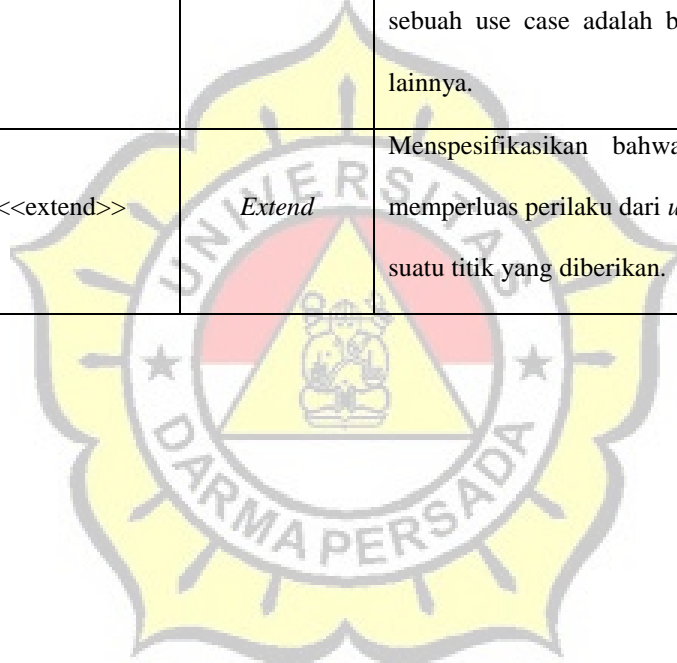 sebuah use case adalah
lainnya.
<<extend>>
Extend
Menspesifikasikan bahwa
memperluas perilaku dari
suatu titik yang diberikan.
UNIVERSITAS
DARMA PERSADA